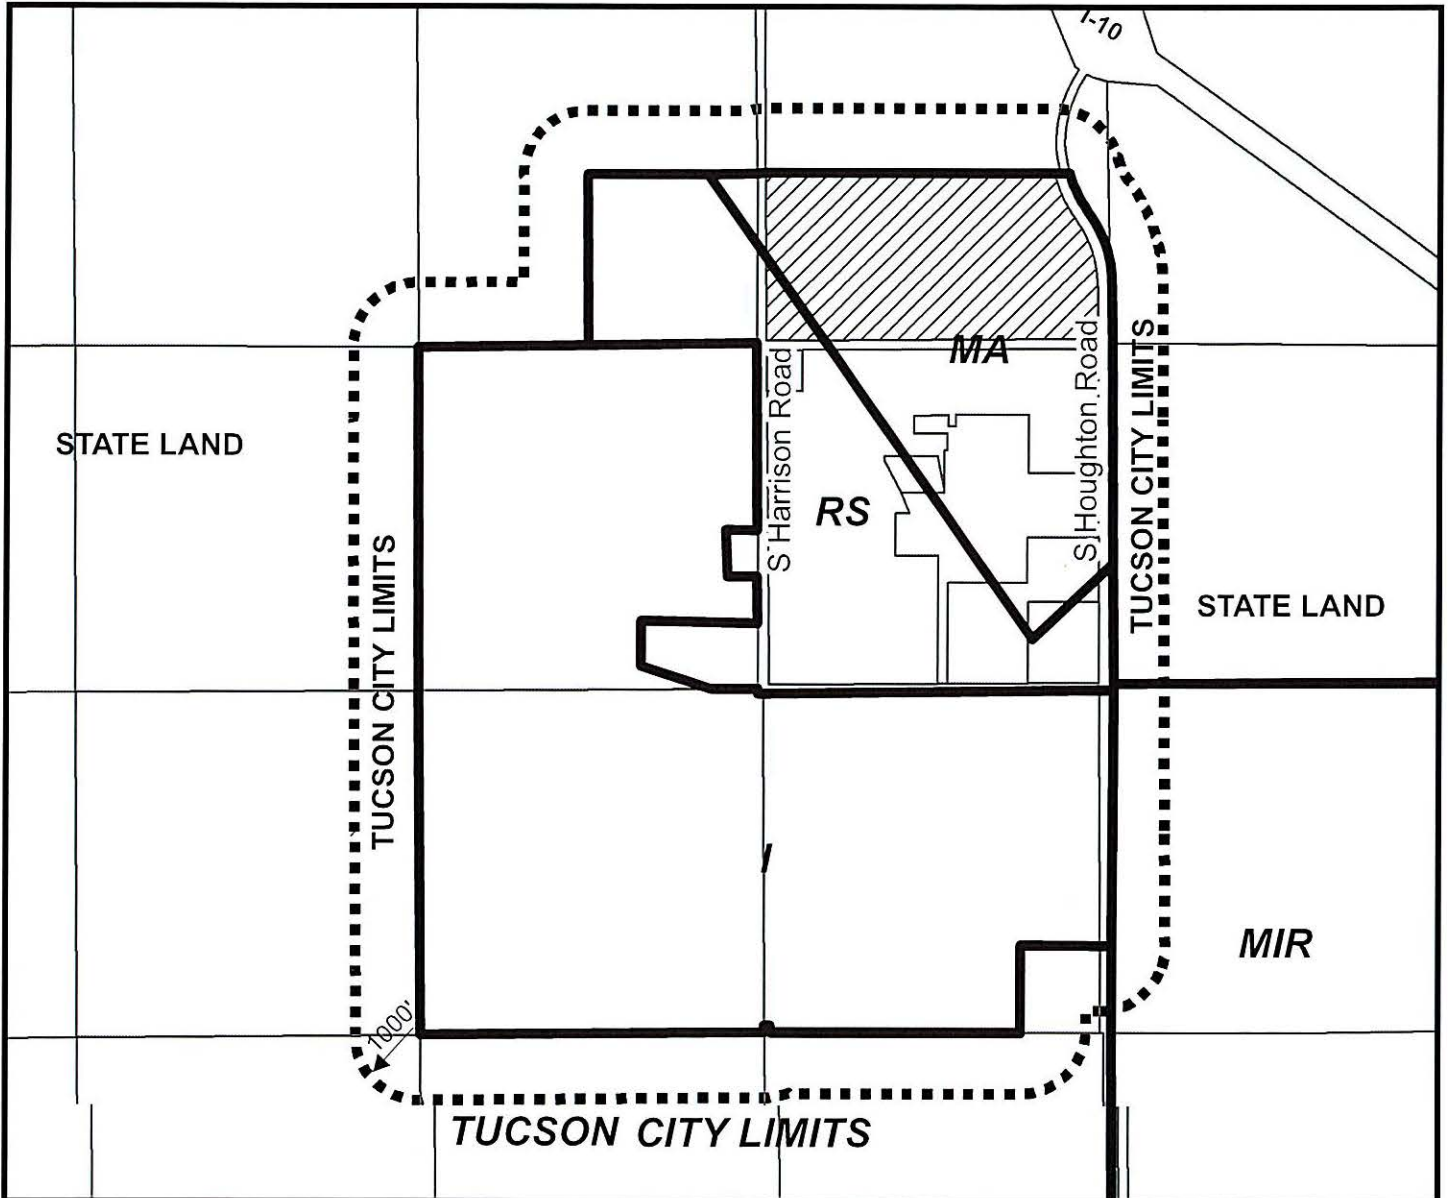 I-10
MA
S Harrison Road
S Houghton Road
TUCSON CITY LIMITS
STATE LAND
RS
TUCSON CITY LIMITS
STATE LAND
I
MIR
1000'
TUCSON CITY LIMITS